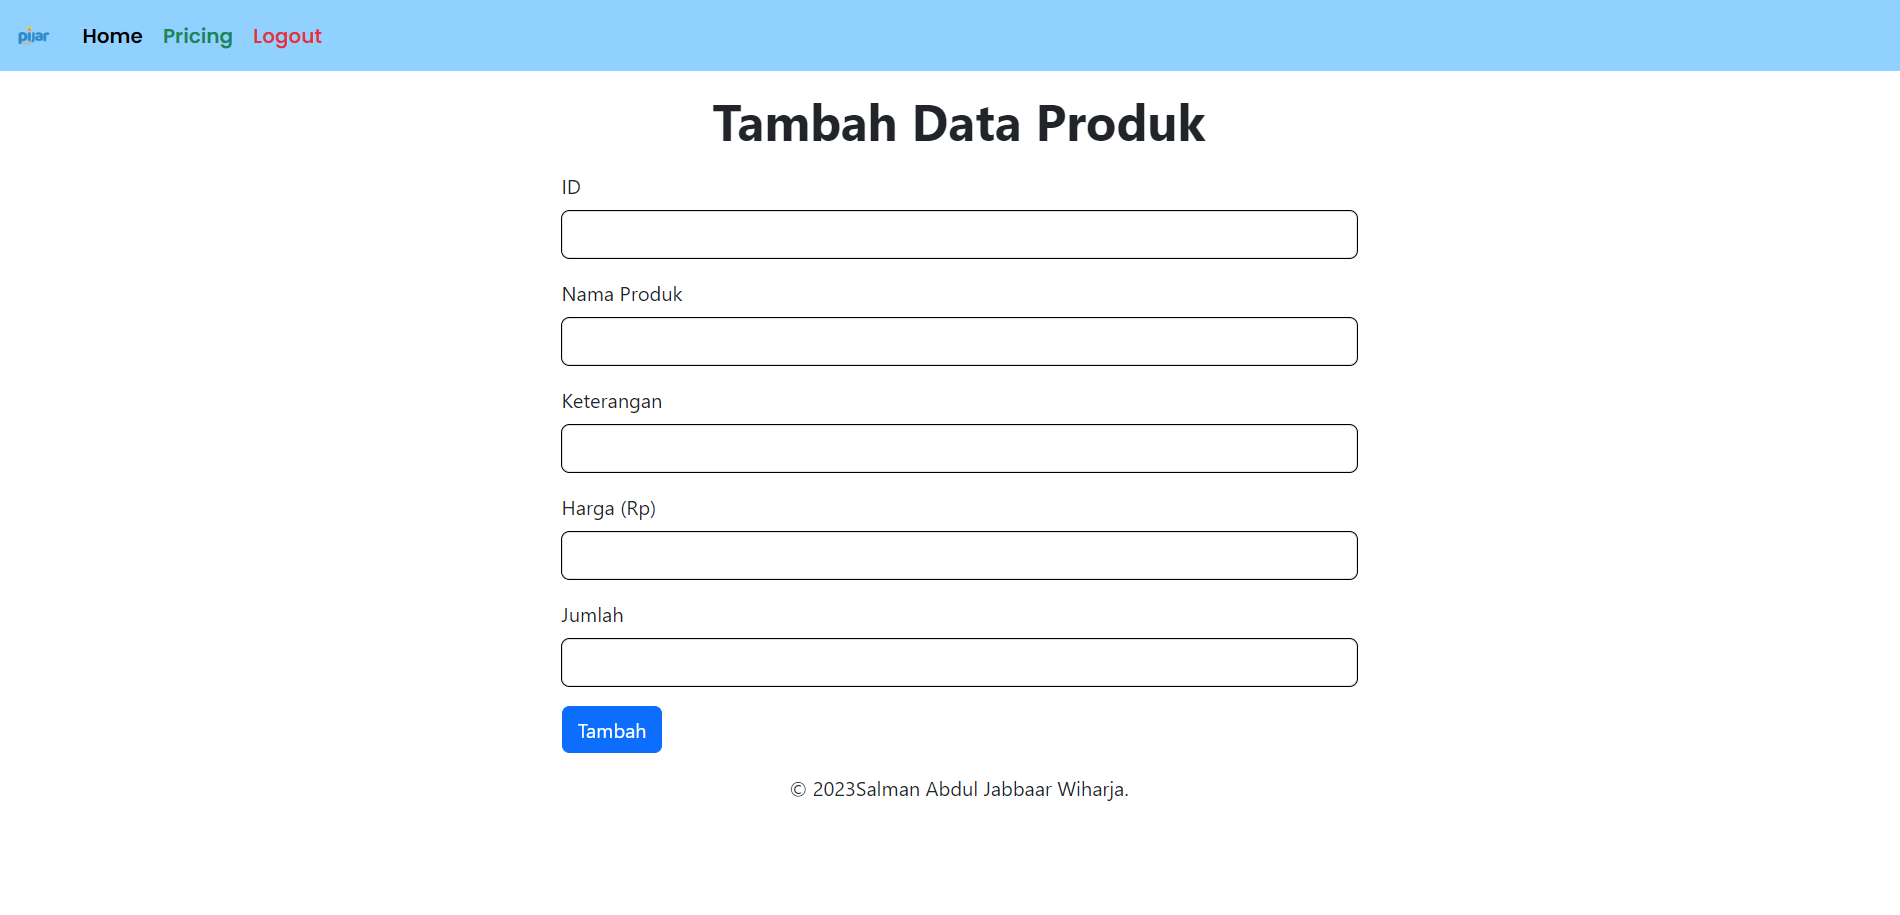 pijar Home Pricing Logout
Tambah Data Produk
ID
Nama Produk
Keterangan
Harga (Rp)
Jumlah
Tambah
© 2023Salman Abdul Jabbaar Wiharja.